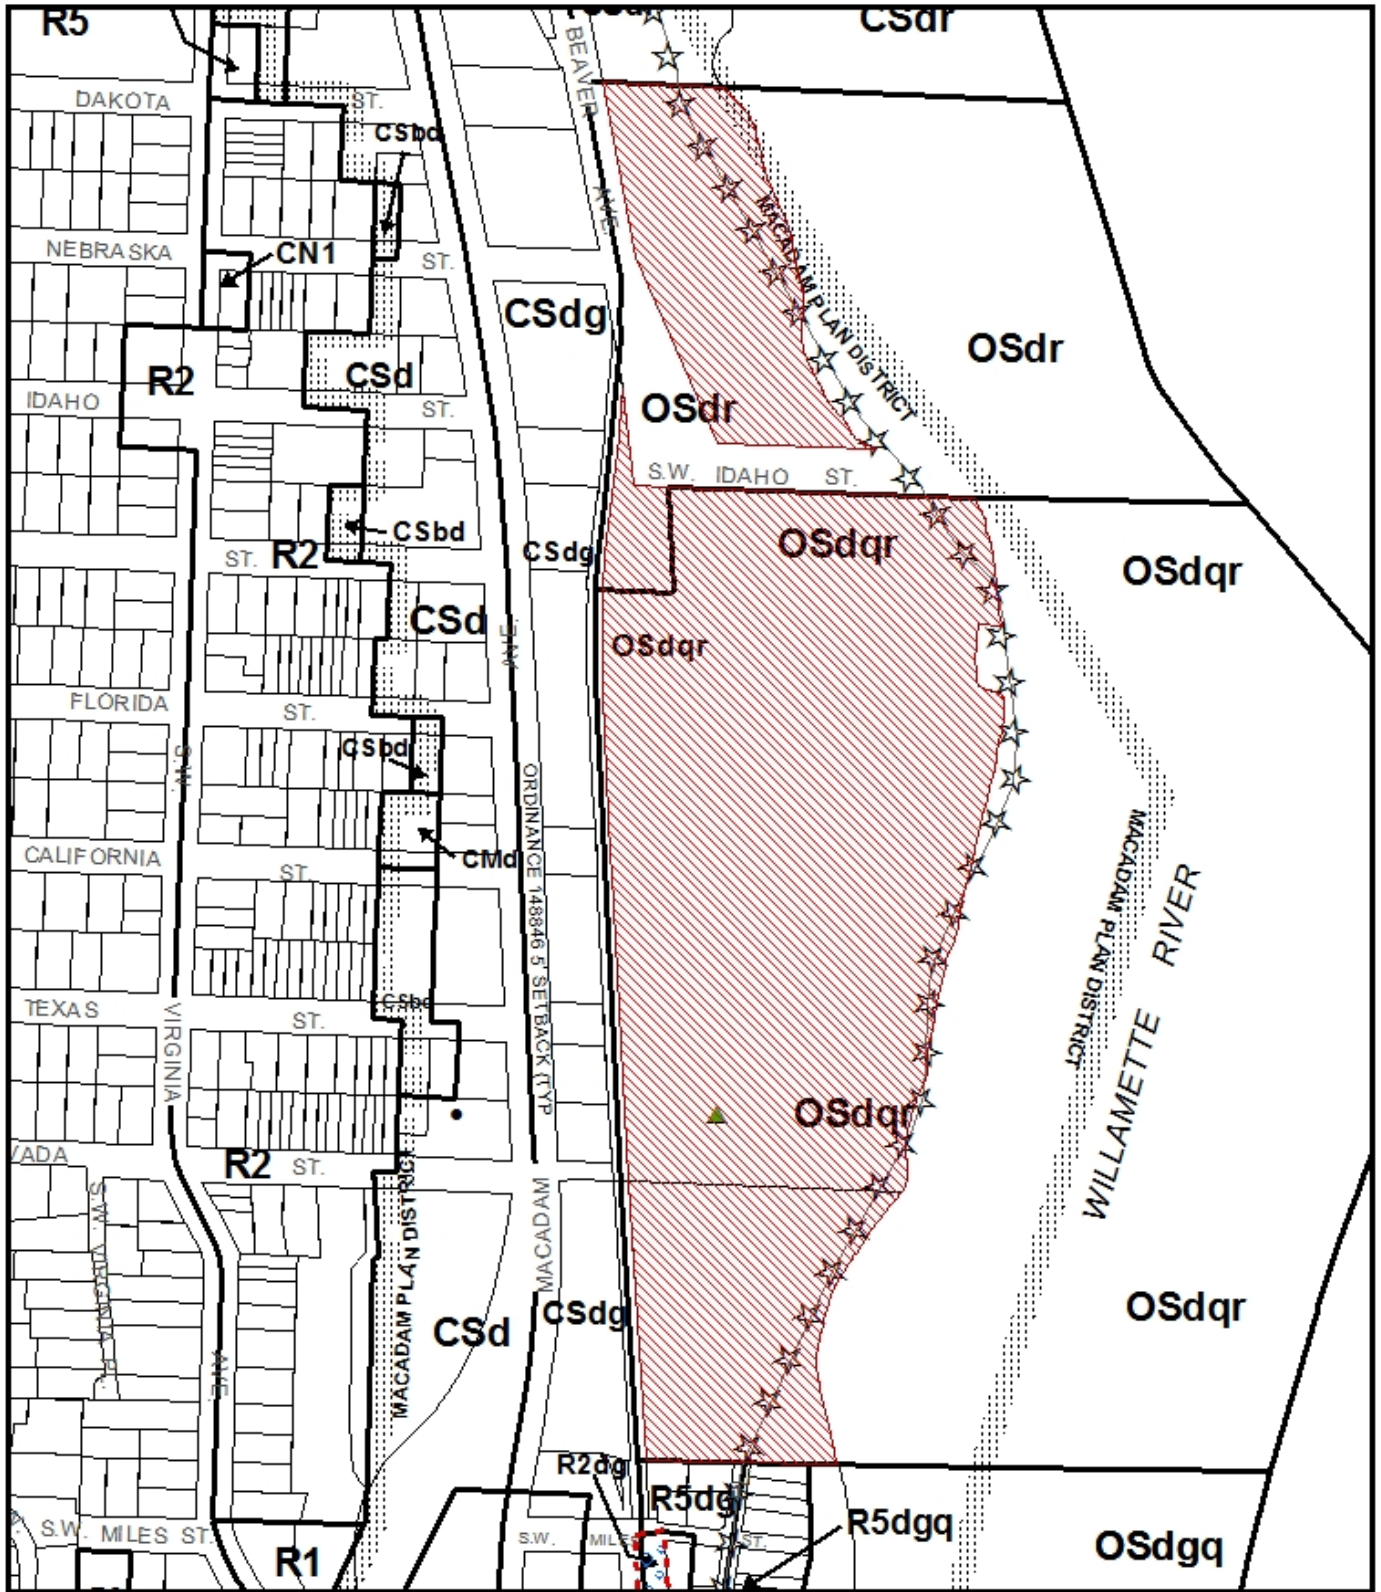 R5
CSdr
BEAVER
AVE.
DAKOTA
ST.
CSbd
NEBRASKA
ST.
CN1
CSdg
MACADAM PLAN DISTRICT
OSdr
R2
CSd
IDAHO
ST.
OSdr
S.W. IDAHO ST.
CSbd
OSdqr
CSdg
OSdqr
ST.
R2
CSd
AVE
OSdqr
FLORIDA
ST.
S.W.
CSbd
ORDINANCE 148846 5' SETBACK (TYP
CALIFORNIA
ST.
CMd
MACADAM PLAN DISTRICT
WILLAMETTE RIVER
TEXAS
ST.
CSbd
VIRGINIA
OSdqr
VADA
R2
ST.
S.W. VIRGINIA PL.
MACADAM PLAN DISTRICT
MACADAM
CSd
CSdg
OSdqr
AVE.
R2dg
R5dg
R5dgq
S.W. MILES ST.
R1
S.W. MILES ST.
OSdgq